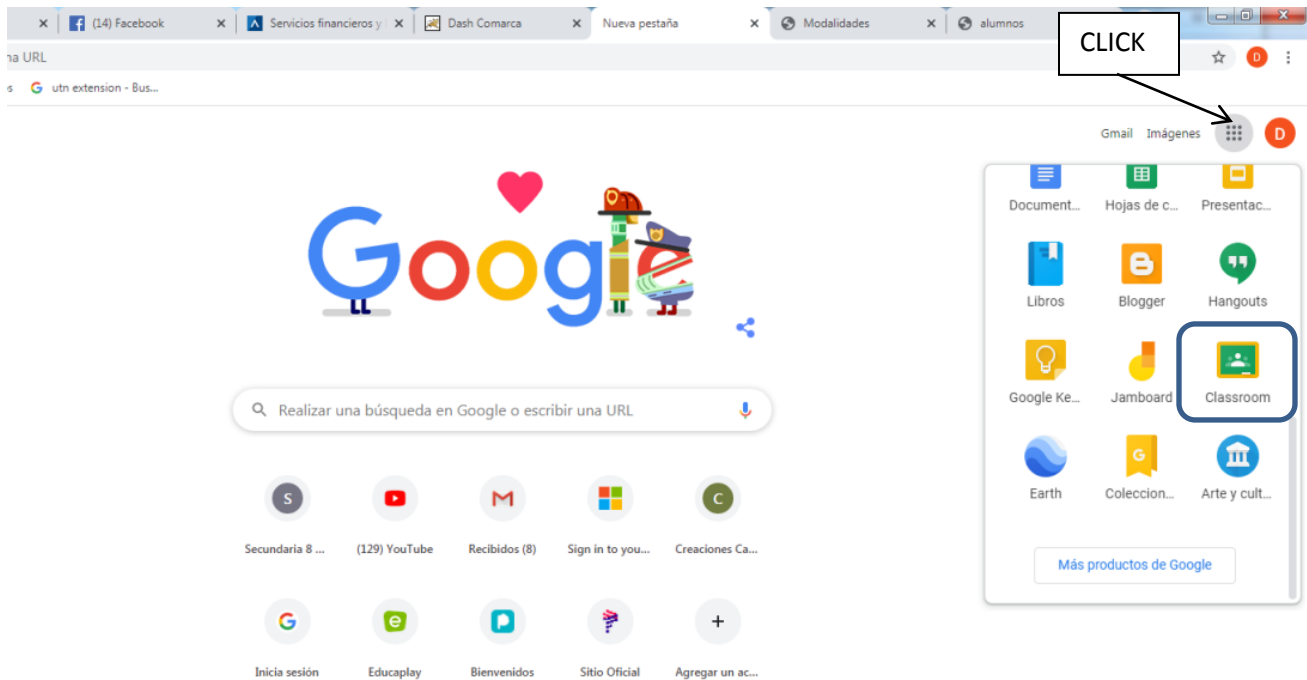 (14) Facebook
Servicios financieros y
Dash Comarca
Nueva pestaña
Modalidades
alumnos
CLICK
na URL
D
s
G utn extension - Bus...
Gmail
Imágenes
D
Google
Document...
Hojas de c...
Presentac...
Libros
Blogger
Hangouts
Google Ke...
Jamboard
Classroom
G
Earth
Coleccion...
Arte y cult...
Más productos de Google
Realizar una búsqueda en Google o escribir una URL
S
C
Secundaria 8 ...
(129) YouTube
Recibidos (8)
Sign in to you...
Creaciones Ca...
Inicia sesión
Educaplay
Bienvenidos
Sitio Oficial
Agregar un ac...